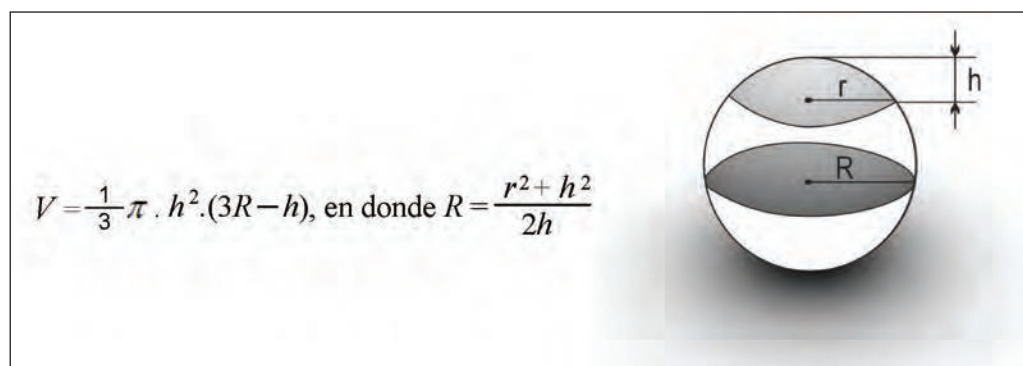 V = 1/3 π . h².(3R − h), en donde R = r² + h² / 2h
r
h
R